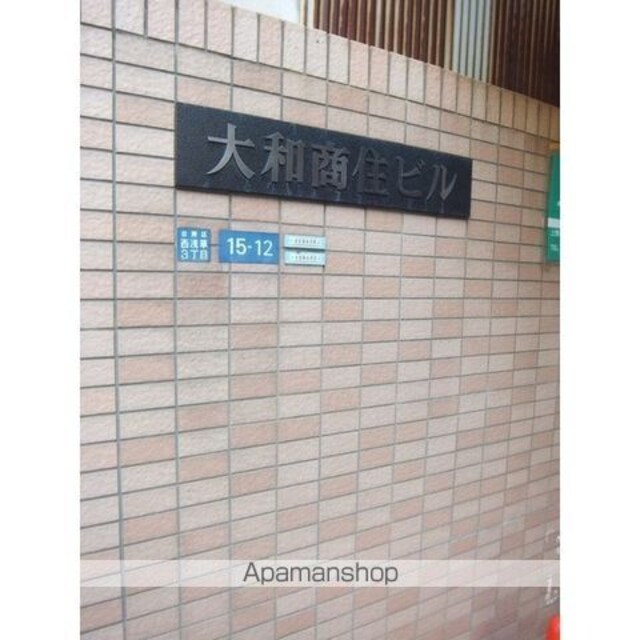 大和商住ビル
台東区
西浅草
3丁目
15-12
Apamanshop